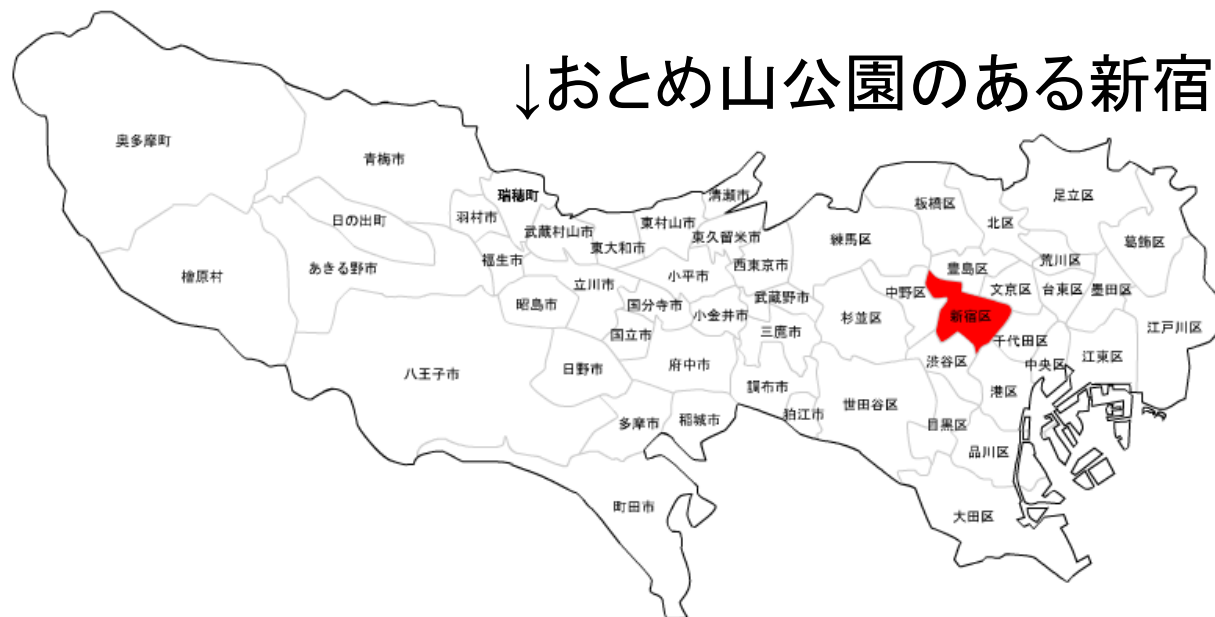 ↓おとめ山公園のある新宿
奥多摩町
青梅市
瑞穂町
清瀬市
足立区
板橋区
羽村市
日の出町
武蔵村山市
東村山市
東久留米市
練馬区
北区
葛飾区
東大和市
福生市
あきる野市
檜原村
小平市
西東京市
豊島区
荒川区
立川市
昭島市
国分寺市
武蔵野市
中野区
文京区
台東区
墨田区
小金井市
杉並区
新宿区
江戸川区
国立市
三鷹市
千代田区
八王子市
日野市
府中市
渋谷区
中央区
江東区
調布市
港区
世田谷区
狛江市
多摩市
稲城市
目黒区
品川区
町田市
大田区